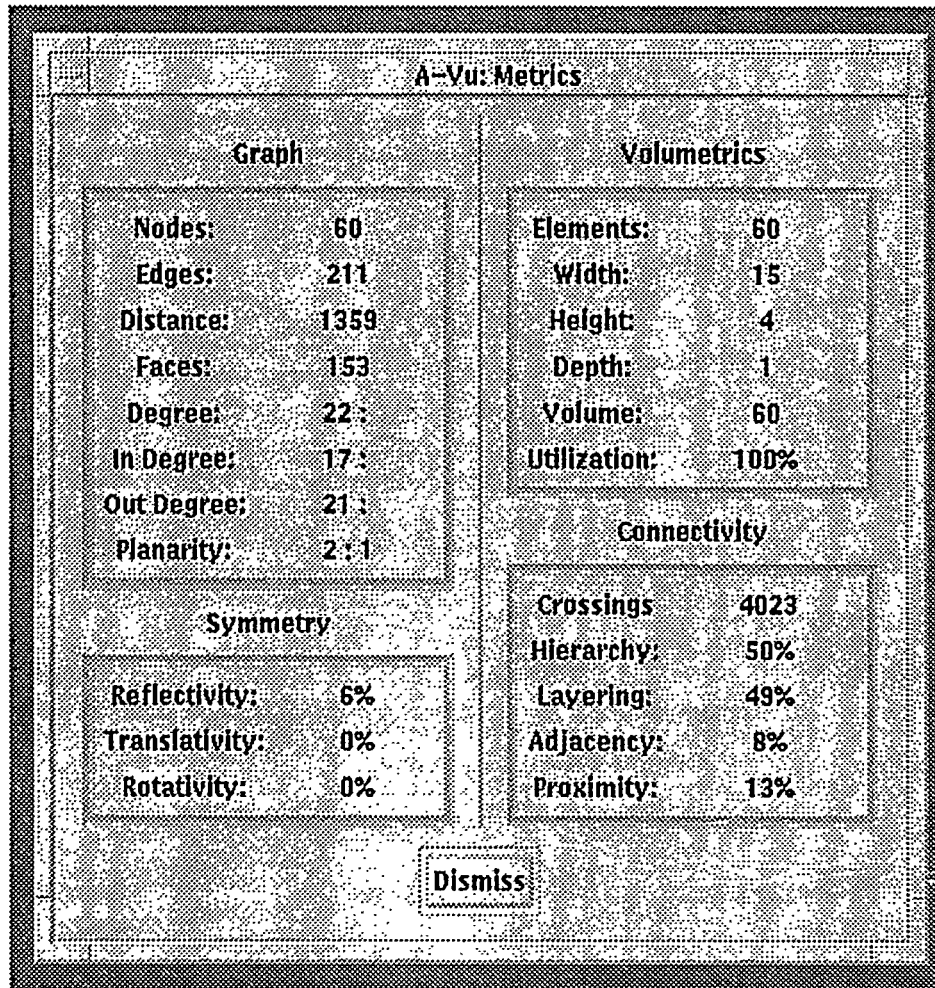 A-Vu: Metrics
Graph
Nodes: 60
Edges: 211
Distance: 1359
Faces: 153
Degree: 22 :
In Degree: 17 :
Out Degree: 21 :
Planarity: 2 : 1
Symmetry
Reflectivity: 6%
Translativity: 0%
Rotativity: 0%
Volumetrics
Elements: 60
Width: 15
Height: 4
Depth: 1
Volume: 60
Utilization: 100%
Connectivity
Crossings 4023
Hierarchy: 50%
Layering: 49%
Adjacency: 8%
Proximity: 13%
Dismiss